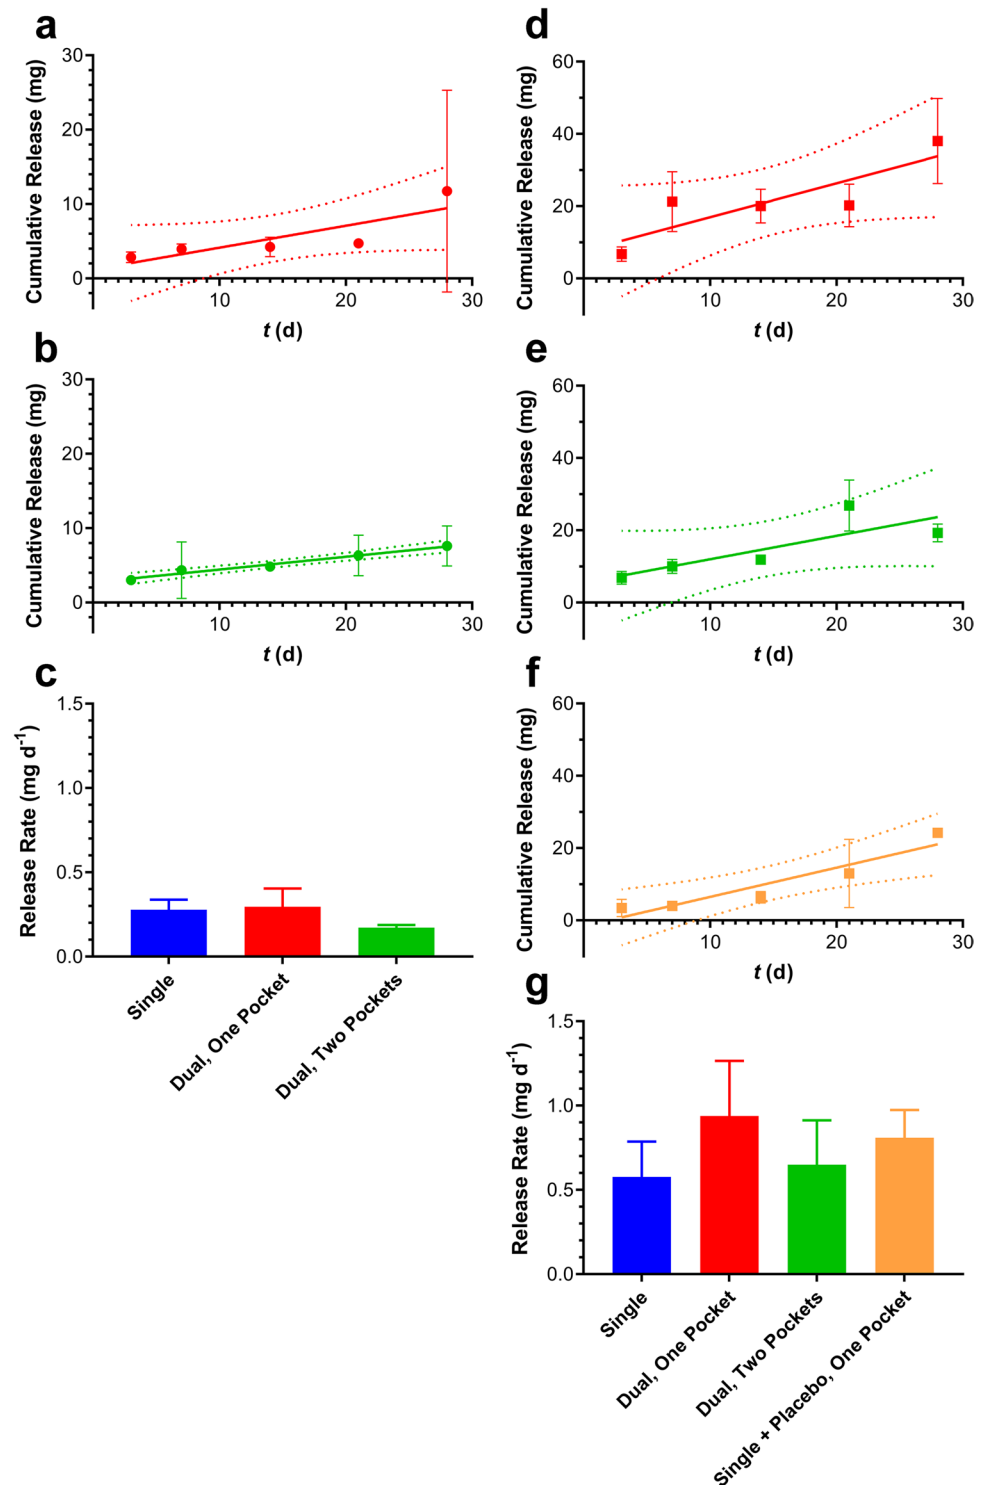 a
Cumulative Release (mg)
30
20
10
0
10
20
30
t (d)
b
Cumulative Release (mg)
30
20
10
0
10
20
30
t (d)
c
Release Rate (mg d-1)
1.5
1.0
0.5
0.0
Single
Dual, One Pocket
Dual, Two Pockets
d
Cumulative Release (mg)
60
40
20
0
10
20
30
t (d)
e
Cumulative Release (mg)
60
40
20
0
10
20
30
t (d)
f
Cumulative Release (mg)
60
40
20
0
10
20
30
t (d)
g
Release Rate (mg d-1)
1.5
1.0
0.5
0.0
Single
Dual, One Pocket
Dual, Two Pockets
Single + Placebo, One Pocket